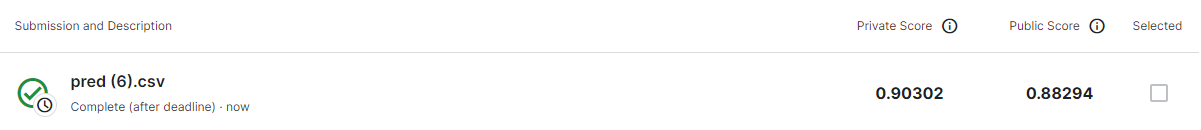 Submission and Description Private Score Public Score Selected
pred (6).csv
Complete (after deadline) · now
0.90302 0.88294